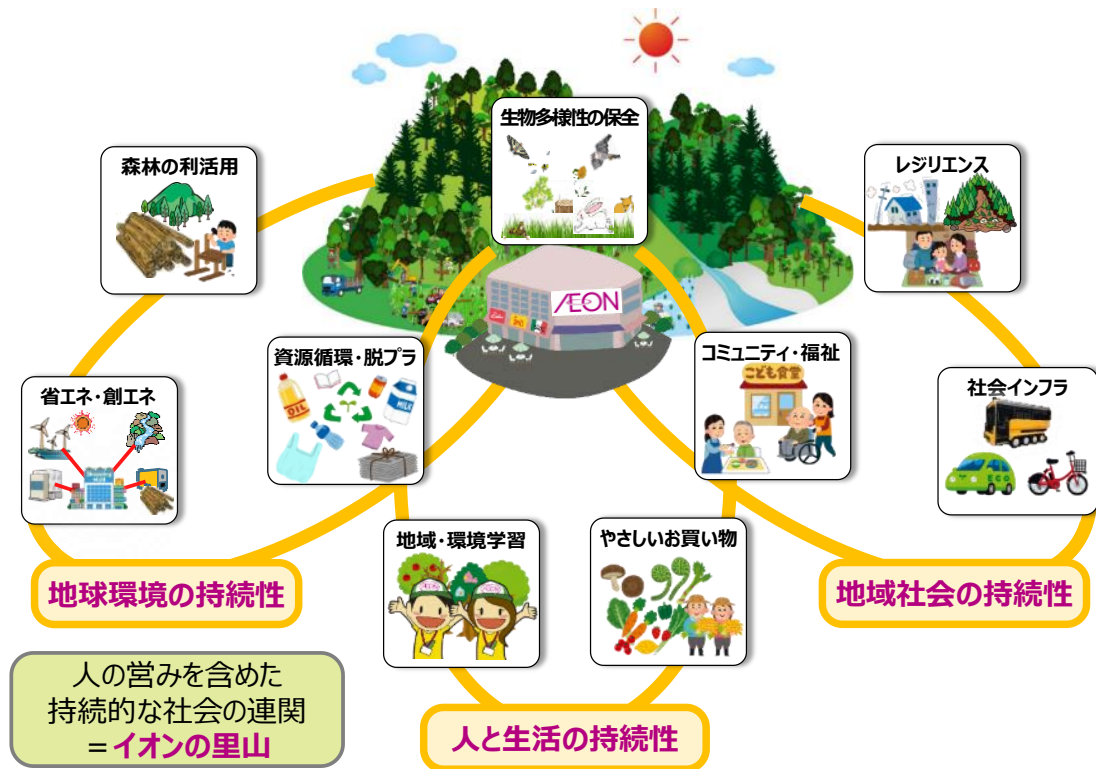 生物多様性の保全
森林の利活用
レジリエンス
ÆON
資源循環・脱プラ
OIL
MILK
コミュニティ・福祉
こども食堂
省エネ・創エネ
社会インフラ
ECO
地域・環境学習
やさしいお買い物
地球環境の持続性
地域社会の持続性
人と生活の持続性
人の営みを含めた
持続的な社会の連関
=イオンの里山